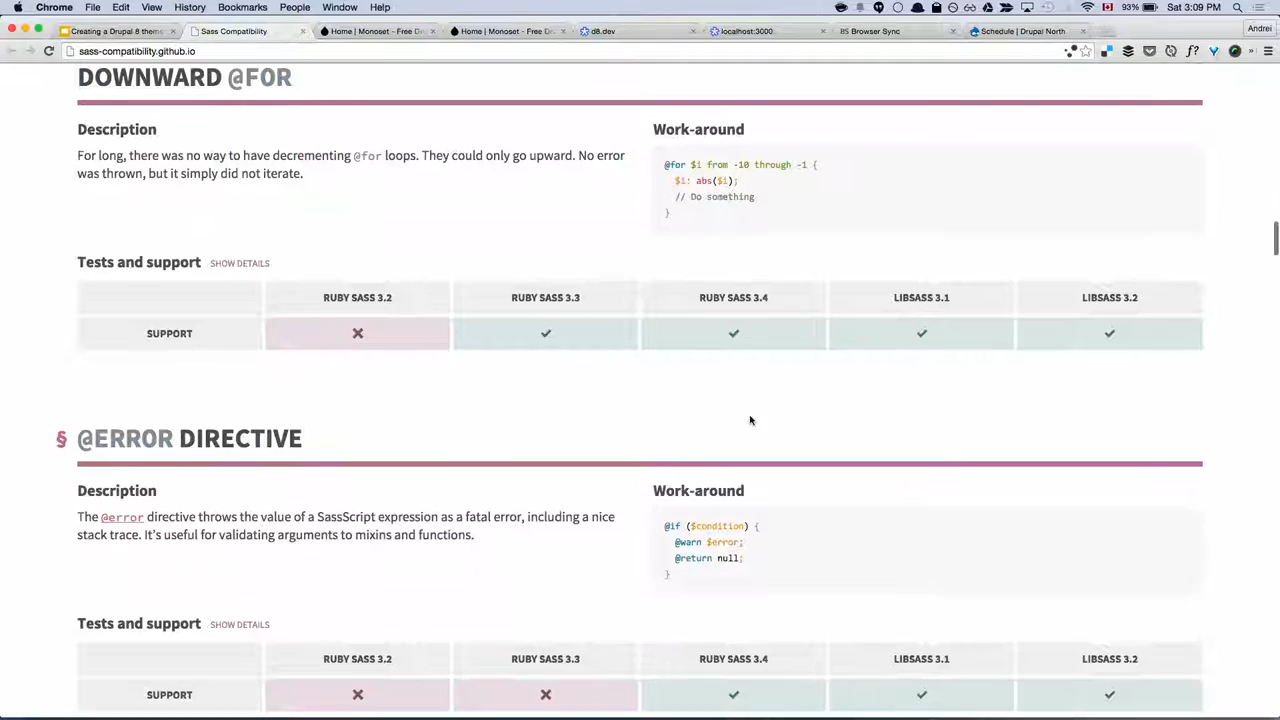 Chrome File Edit View History Bookmarks People Window Help 93% Sat 3:09 PM
Creating a Drupal 8 them Sass Compatibility Home | Monoset - Free Dr Home | Monoset - Free Dr d8.dev localhost:3000 BS Browser Sync Schedule | Drupal North Andrei
sass-compatibility.github.io
DOWNWARD @FOR
Description
For long, there was no way to have decrementing @for loops. They could only go upward. No error
was thrown, but it simply did not iterate.
Work-around
@for $i from -10 through -1 {
$i: abs($i);
// Do something
}
Tests and support SHOW DETAILS
RUBY SASS 3.2 RUBY SASS 3.3 RUBY SASS 3.4 LIBSASS 3.1 LIBSASS 3.2
SUPPORT
§ @ERROR DIRECTIVE
Description
The @error directive throws the value of a SassScript expression as a fatal error, including a nice
stack trace. It's useful for validating arguments to mixins and functions.
Work-around
@if ($condition) {
@warn $error;
@return null;
}
Tests and support SHOW DETAILS
RUBY SASS 3.2 RUBY SASS 3.3 RUBY SASS 3.4 LIBSASS 3.1 LIBSASS 3.2
SUPPORT